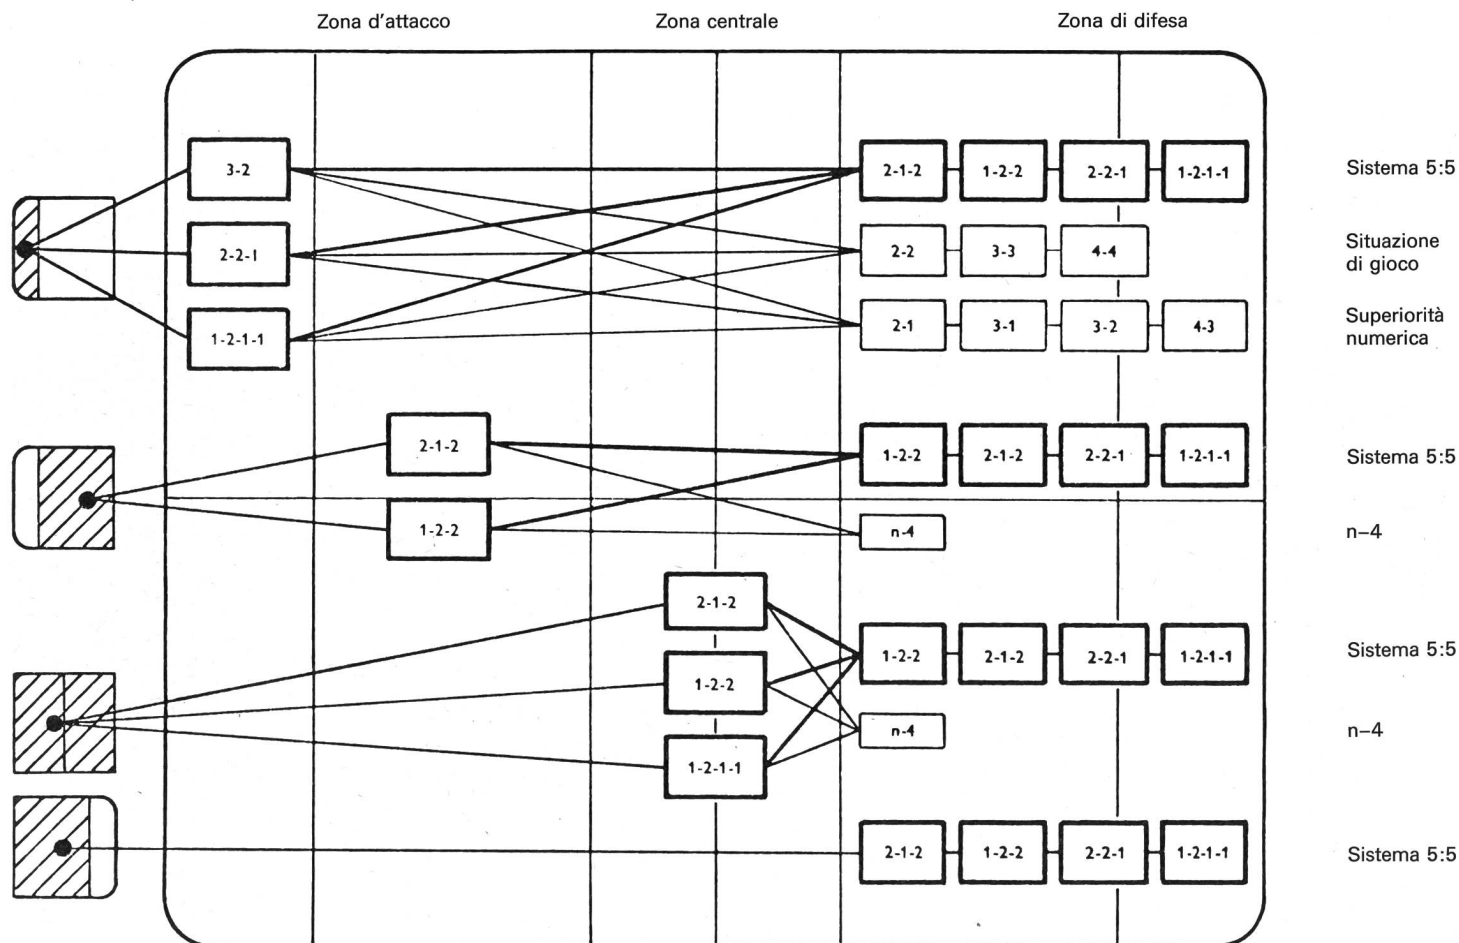 Zona d'attacco Zona centrale Zona di difesa
3-2 2-1-2 1-2-2 2-2-1 1-2-1-1 Sistema 5:5
2-2-1 2-2 3-3 4-4 Situazione
di gioco
1-2-1-1 2-1 3-1 3-2 4-3 Superiorità
numerica
2-1-2 1-2-2 2-1-2 2-2-1 1-2-1-1 Sistema 5:5
1-2-2 n-4 n–4
2-1-2
1-2-2 1-2-2 2-1-2 2-2-1 1-2-1-1 Sistema 5:5
n-4 n–4
1-2-1-1
2-1-2 1-2-2 2-2-1 1-2-1-1 Sistema 5:5